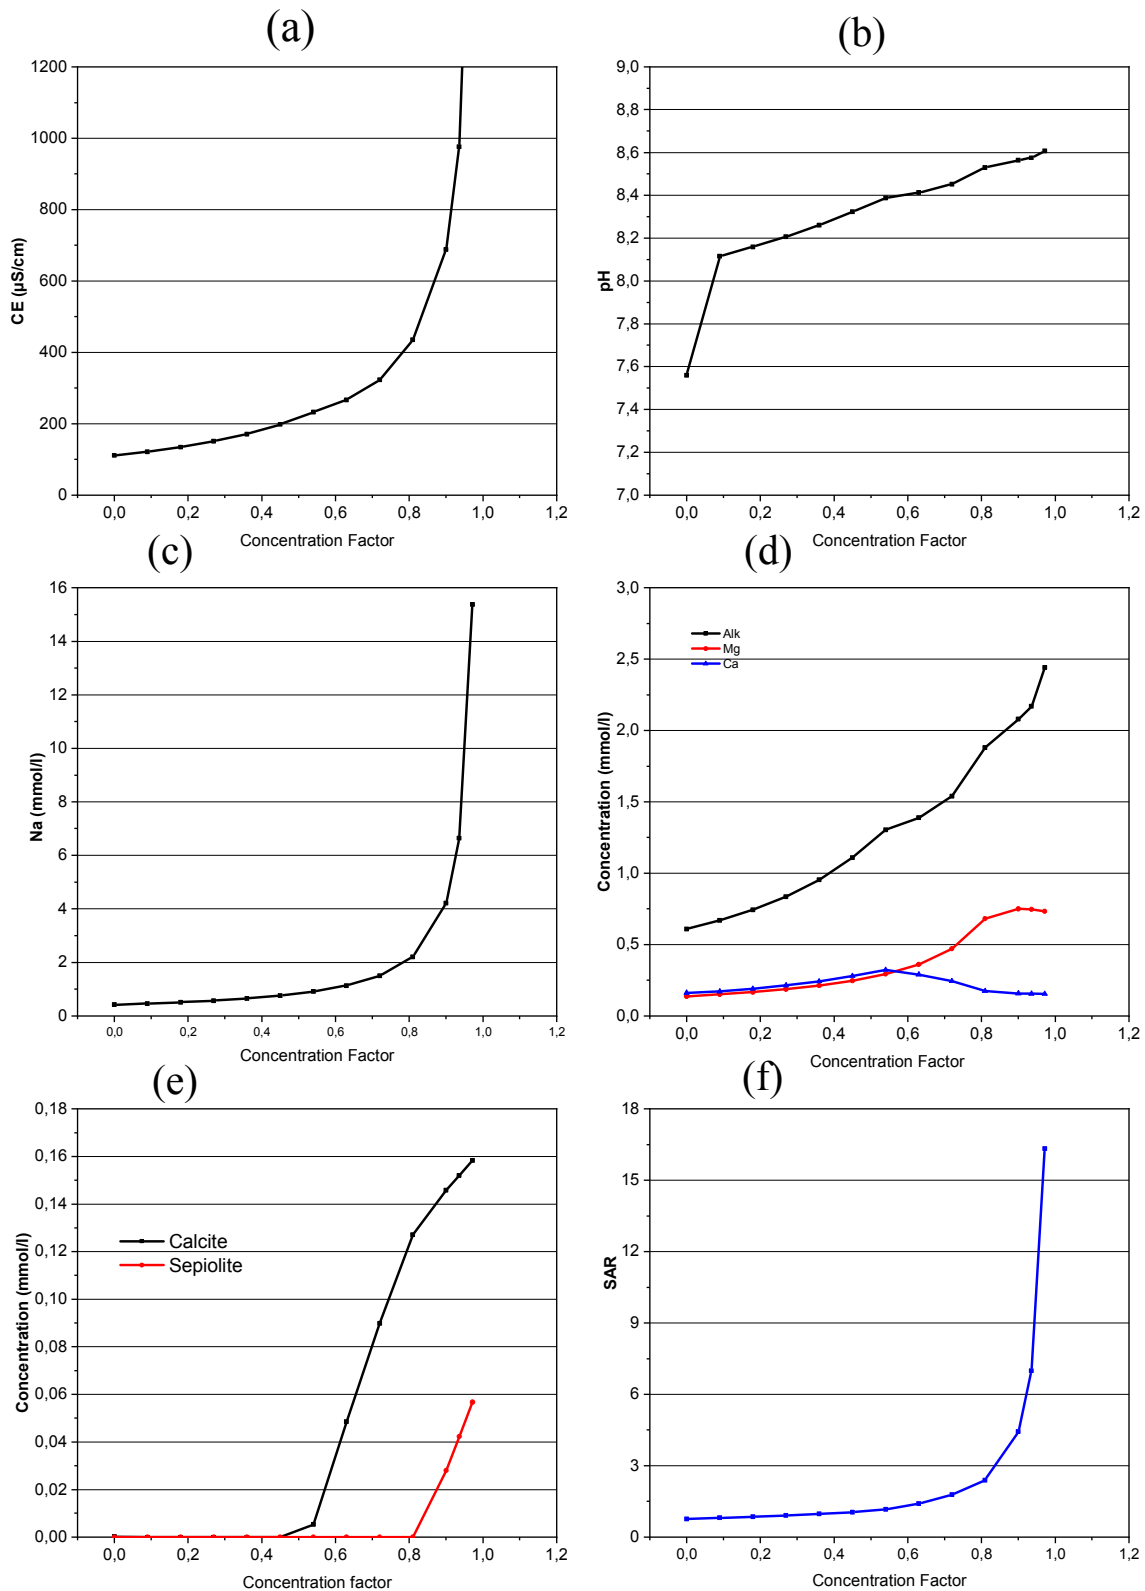 (a)
1200
1000
800
600
400
200
0
CE (µS/cm)
0,0 0,2 0,4 0,6 0,8 1,0 1,2
Concentration Factor
(b)
9,0
8,8
8,6
8,4
8,2
8,0
7,8
7,6
7,4
7,2
7,0
pH
0,0 0,2 0,4 0,6 0,8 1,0 1,2
Concentration Factor
(c)
16
14
12
10
8
6
4
2
0
Na (mmol/l)
0,0 0,2 0,4 0,6 0,8 1,0 1,2
Concentration Factor
(d)
3,0
2,5
2,0
1,5
1,0
0,5
0,0
Concentration (mmol/l)
Alk
Mg
Ca
0,0 0,2 0,4 0,6 0,8 1,0 1,2
Concentration Factor
(e)
0,18
0,16
0,14
0,12
0,10
0,08
0,06
0,04
0,02
0,00
Concentration (mmol/l)
Calcite
Sepiolite
0,0 0,2 0,4 0,6 0,8 1,0 1,2
Concentration factor
(f)
18
15
12
9
6
3
0
SAR
0,0 0,2 0,4 0,6 0,8 1,0 1,2
Concentration Factor